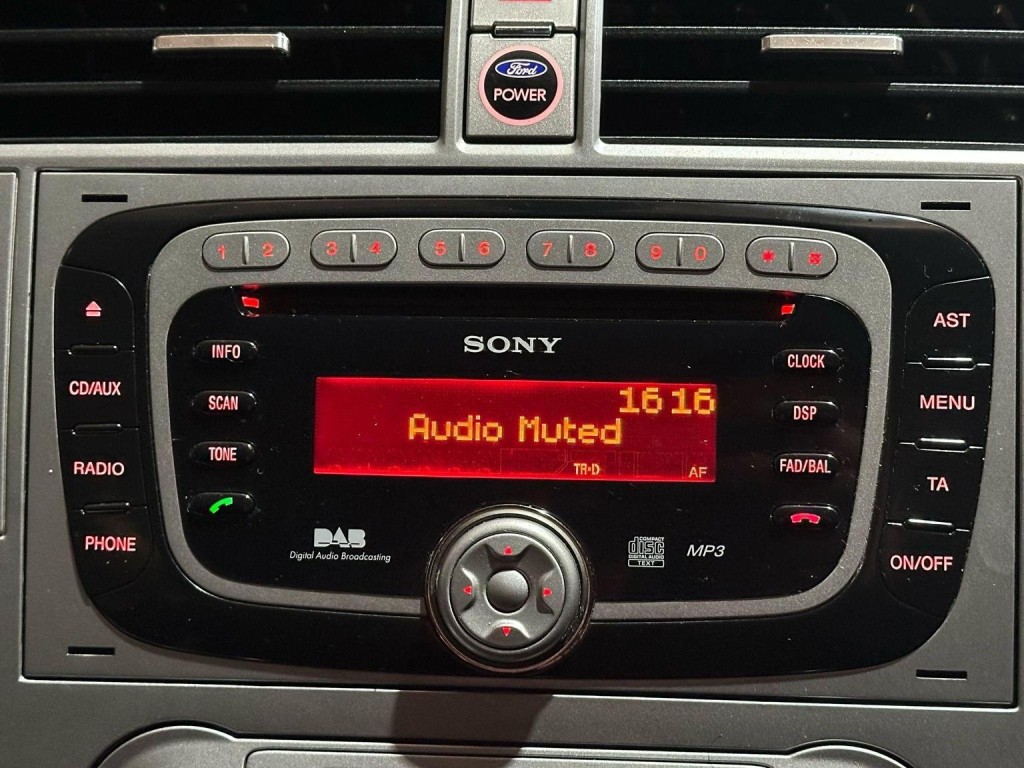 Ford
POWER
1 2 3 4 5 6 7 8 9 0 *
SONY
INFO
CLOCK
AST
CD/AUX
SCAN
16 16
Audio Muted
DSP
MENU
RADIO
TONE
TR•D
AF
FAD/BAL
TA
PHONE
DAB
Digital Audio Broadcasting
COMPACT
disc
DIGITAL AUDIO
TEXT
MP3
ON/OFF